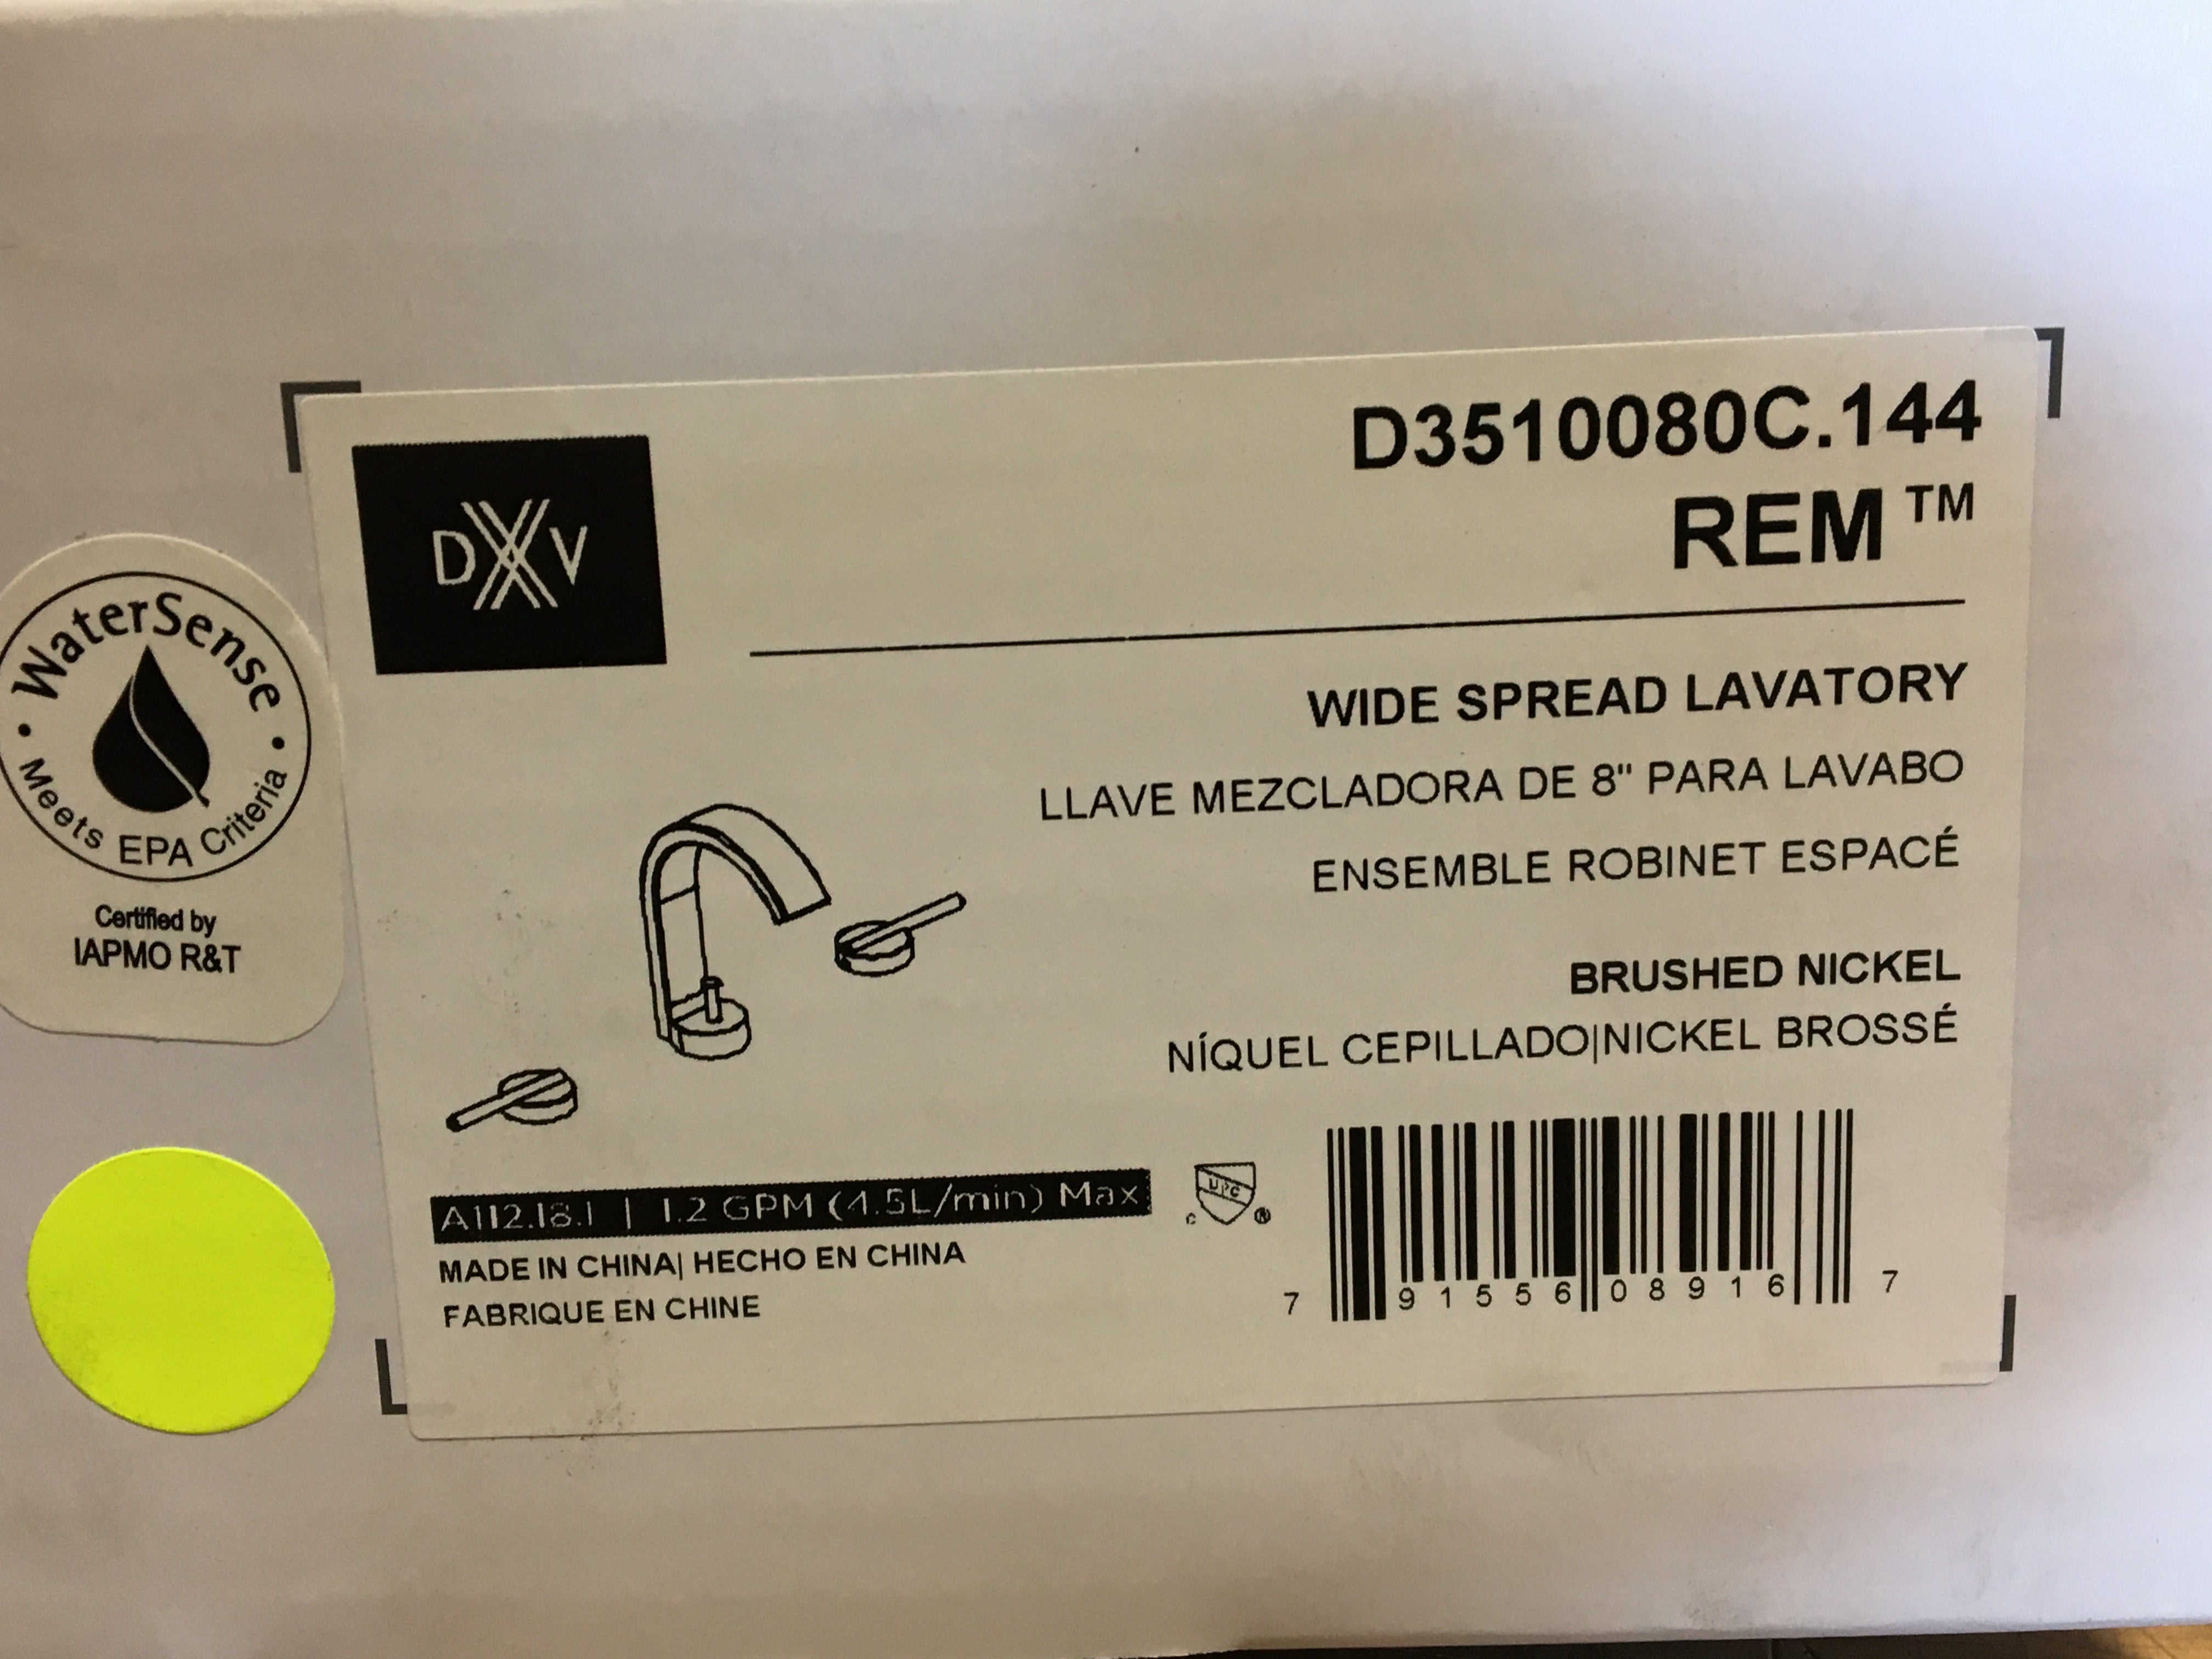 D3510080C.144
REM™
DXV
WIDE SPREAD LAVATORY
LLAVE MEZCLADORA DE 8" PARA LAVABO
ENSEMBLE ROBINET ESPACÉ
BRUSHED NICKEL
NÍQUEL CEPILLADO|NICKEL BROSSÉ
WaterSense
Meets EPA Criteria
Certified by
IAPMO R&T
A112.18.1 | 1.2 GPM (4.5L/min) Max
MADE IN CHINA| HECHO EN CHINA
FABRIQUE EN CHINE
UPC
c ®
7 91556 08916 7